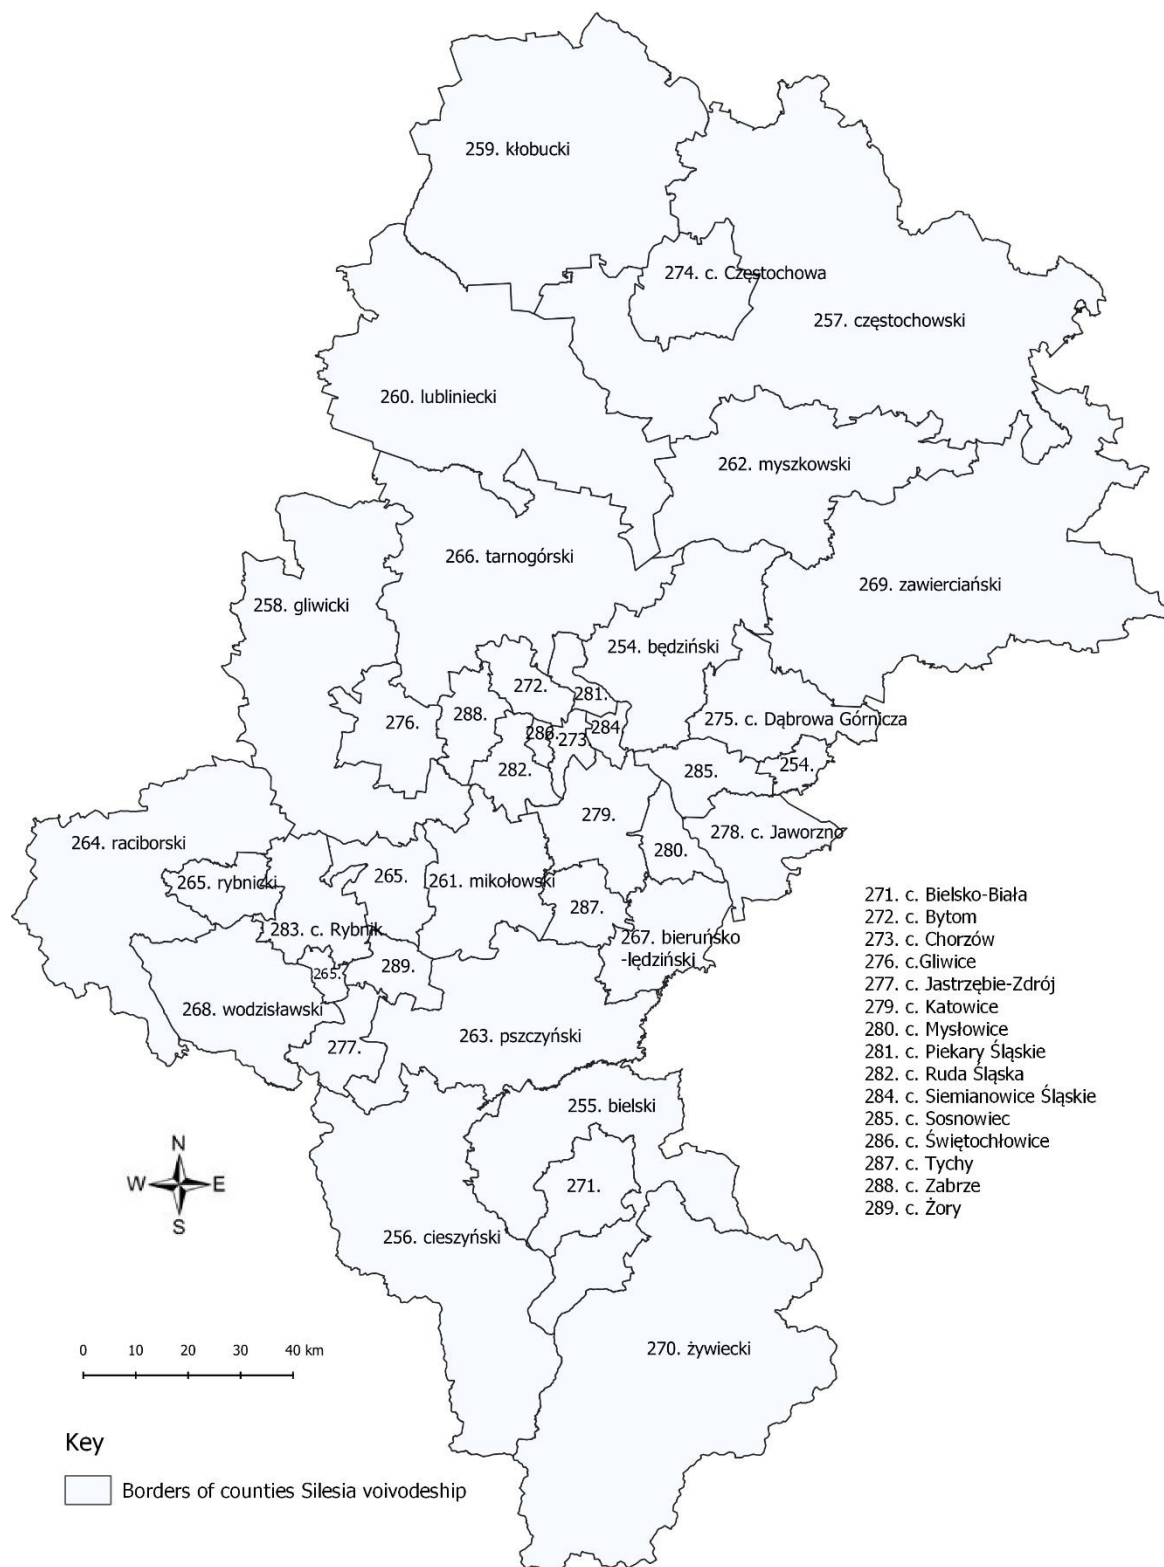 259. kłobucki
274. c. Częstochowa
257. częstochowski
260. lubliniecki
262. myszkowski
266. tarnogórski
269. zawierciański
258. gliwicki
254. będziński
272.
281.
276.
288.
286.
273.
284.
275. c. Dąbrowa Górnicza
282.
285.
254.
279.
278. c. Jaworzno
264. raciborski
280.
265. rybnicki
265.
261. mikołowski
287.
283. c. Rybnik
267. bieruńsko
-lędziński
289.
265.
268. wodzisławski
263. pszczyński
277.
255. bielski
271.
256. cieszyński
270. żywiecki
271. c. Bielsko-Biała
272. c. Bytom
273. c. Chorzów
276. c.Gliwice
277. c. Jastrzębie-Zdrój
279. c. Katowice
280. c. Mysłowice
281. c. Piekary Śląskie
282. c. Ruda Śląska
284. c. Siemianowice Śląskie
285. c. Sosnowiec
286. c. Świętochłowice
287. c. Tychy
288. c. Zabrze
289. c. Żory
N
W E
S
0 10 20 30 40 km
Key
Borders of counties Silesia voivodeship